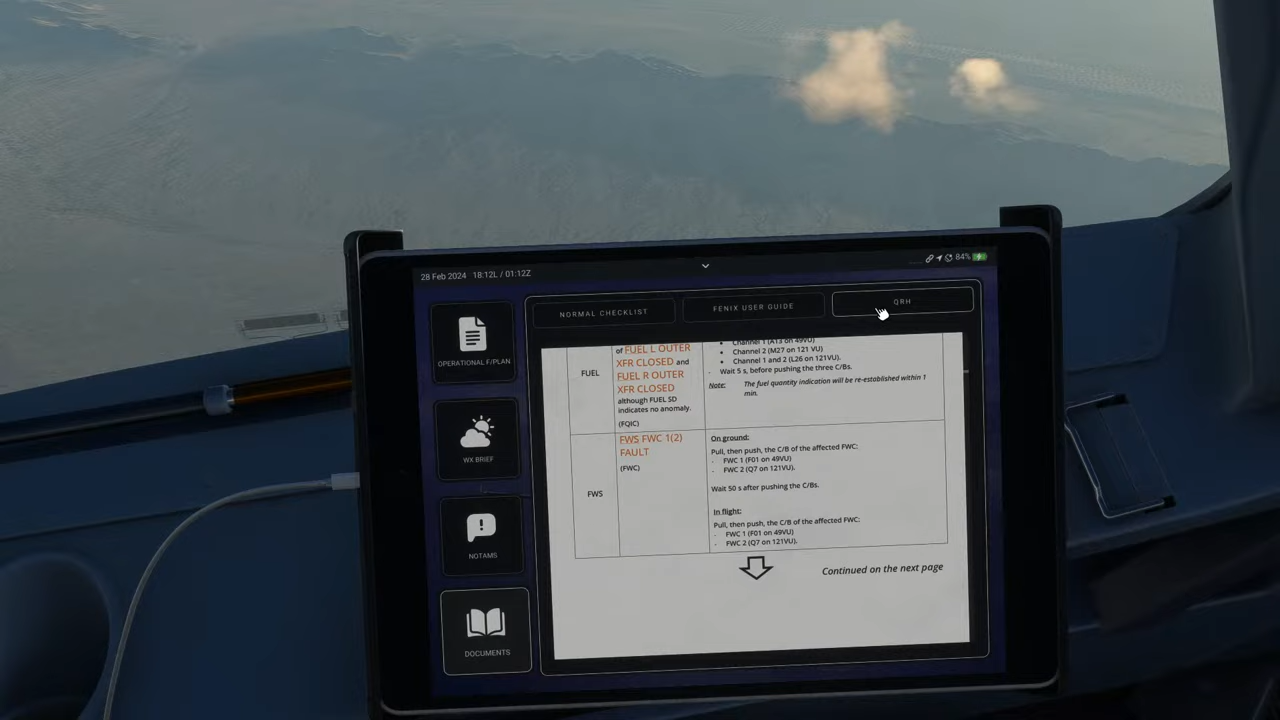 28 Feb 2024 18:12L / 01:12Z
84%
NORMAL CHECKLIST
FENIX USER GUIDE
QRH
OPERATIONAL F/PLAN
WX BRIEF
NOTAMS
DOCUMENTS
FUEL
of FUEL L OUTER
XFR CLOSED and
FUEL R OUTER
XFR CLOSED
although FUEL SD
indicates no anomaly.
(FQIC)
• Channel 1 (A13 on 49VU)
• Channel 2 (M27 on 121 VU)
• Channel 1 and 2 (L26 on 121VU).
- Wait 5 s, before pushing the three C/Bs.
Note: The fuel quantity indication will be re-established within 1
min.
FWS
FWS FWC 1(2)
FAULT
(FWC)
On ground:
Pull, then push, the C/B of the affected FWC:
- FWC 1 (F01 on 49VU)
- FWC 2 (Q7 on 121VU).
Wait 50 s after pushing the C/Bs.
In flight:
Pull, then push, the C/B of the affected FWC:
- FWC 1 (F01 on 49VU)
- FWC 2 (Q7 on 121VU).
Continued on the next page